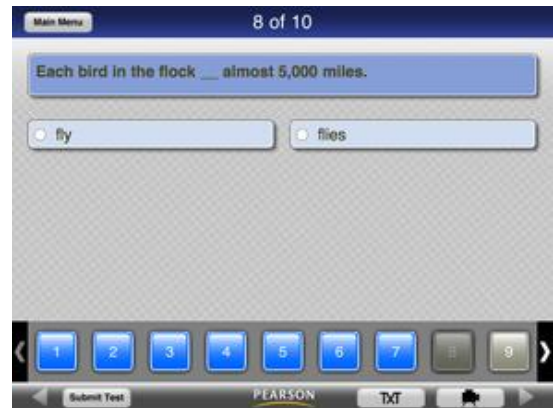 Main Menu
8 of 10
Each bird in the flock __ almost 5,000 miles.
fly
flies
1 2 3 4 5 6 7 8 9
Submit Test
PEARSON
TXT